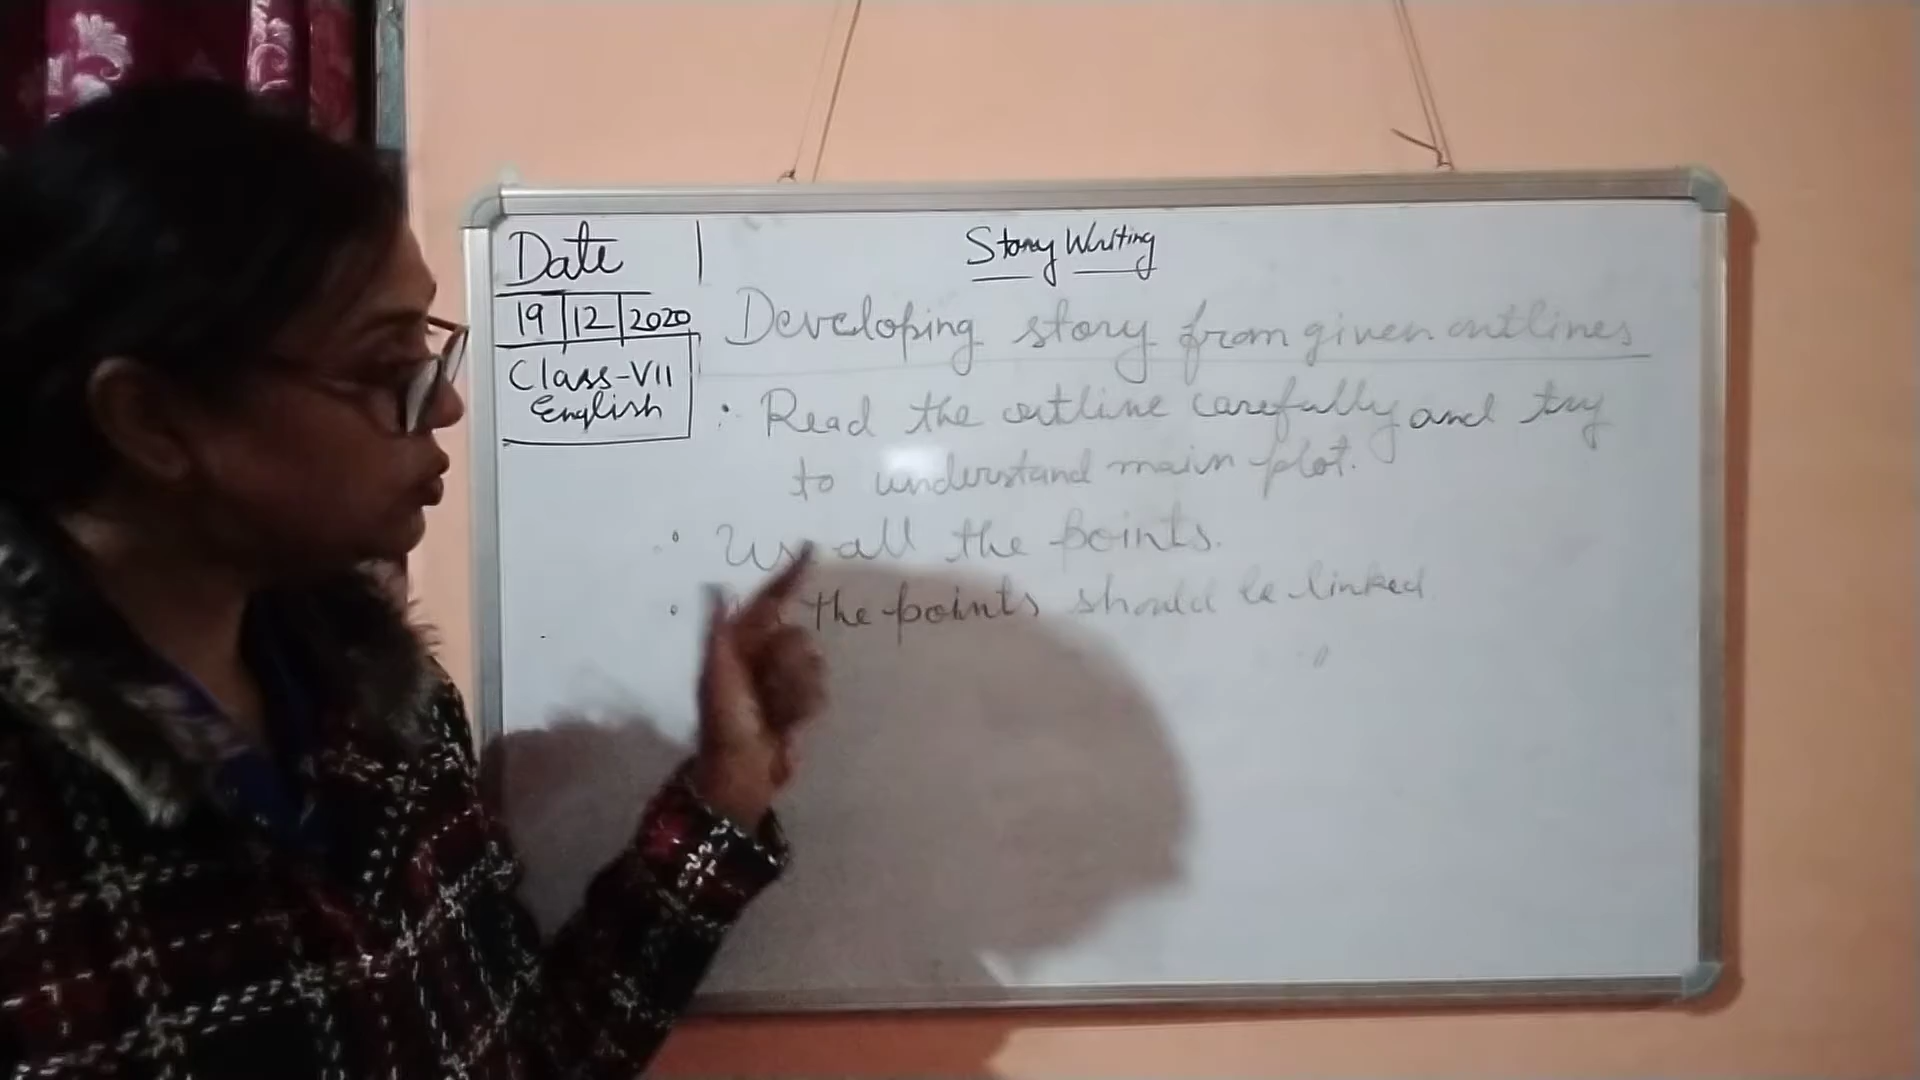 Date
19 12 2020
Class-VII
English
Story Writing
Developing story from given outlines
• Read the outline carefully and try
to understand main plot.
• Use all the points.
• the points should be linked